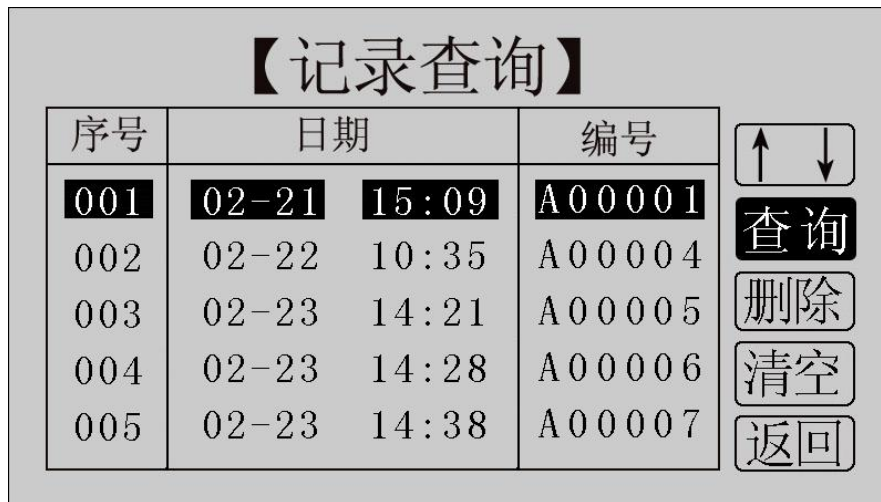 【记录查询】
序号 日期 编号
001 02-21 15:09 A00001
002 02-22 10:35 A00004
003 02-23 14:21 A00005
004 02-23 14:28 A00006
005 02-23 14:38 A00007
↑ ↓
查询
删除
清空
返回